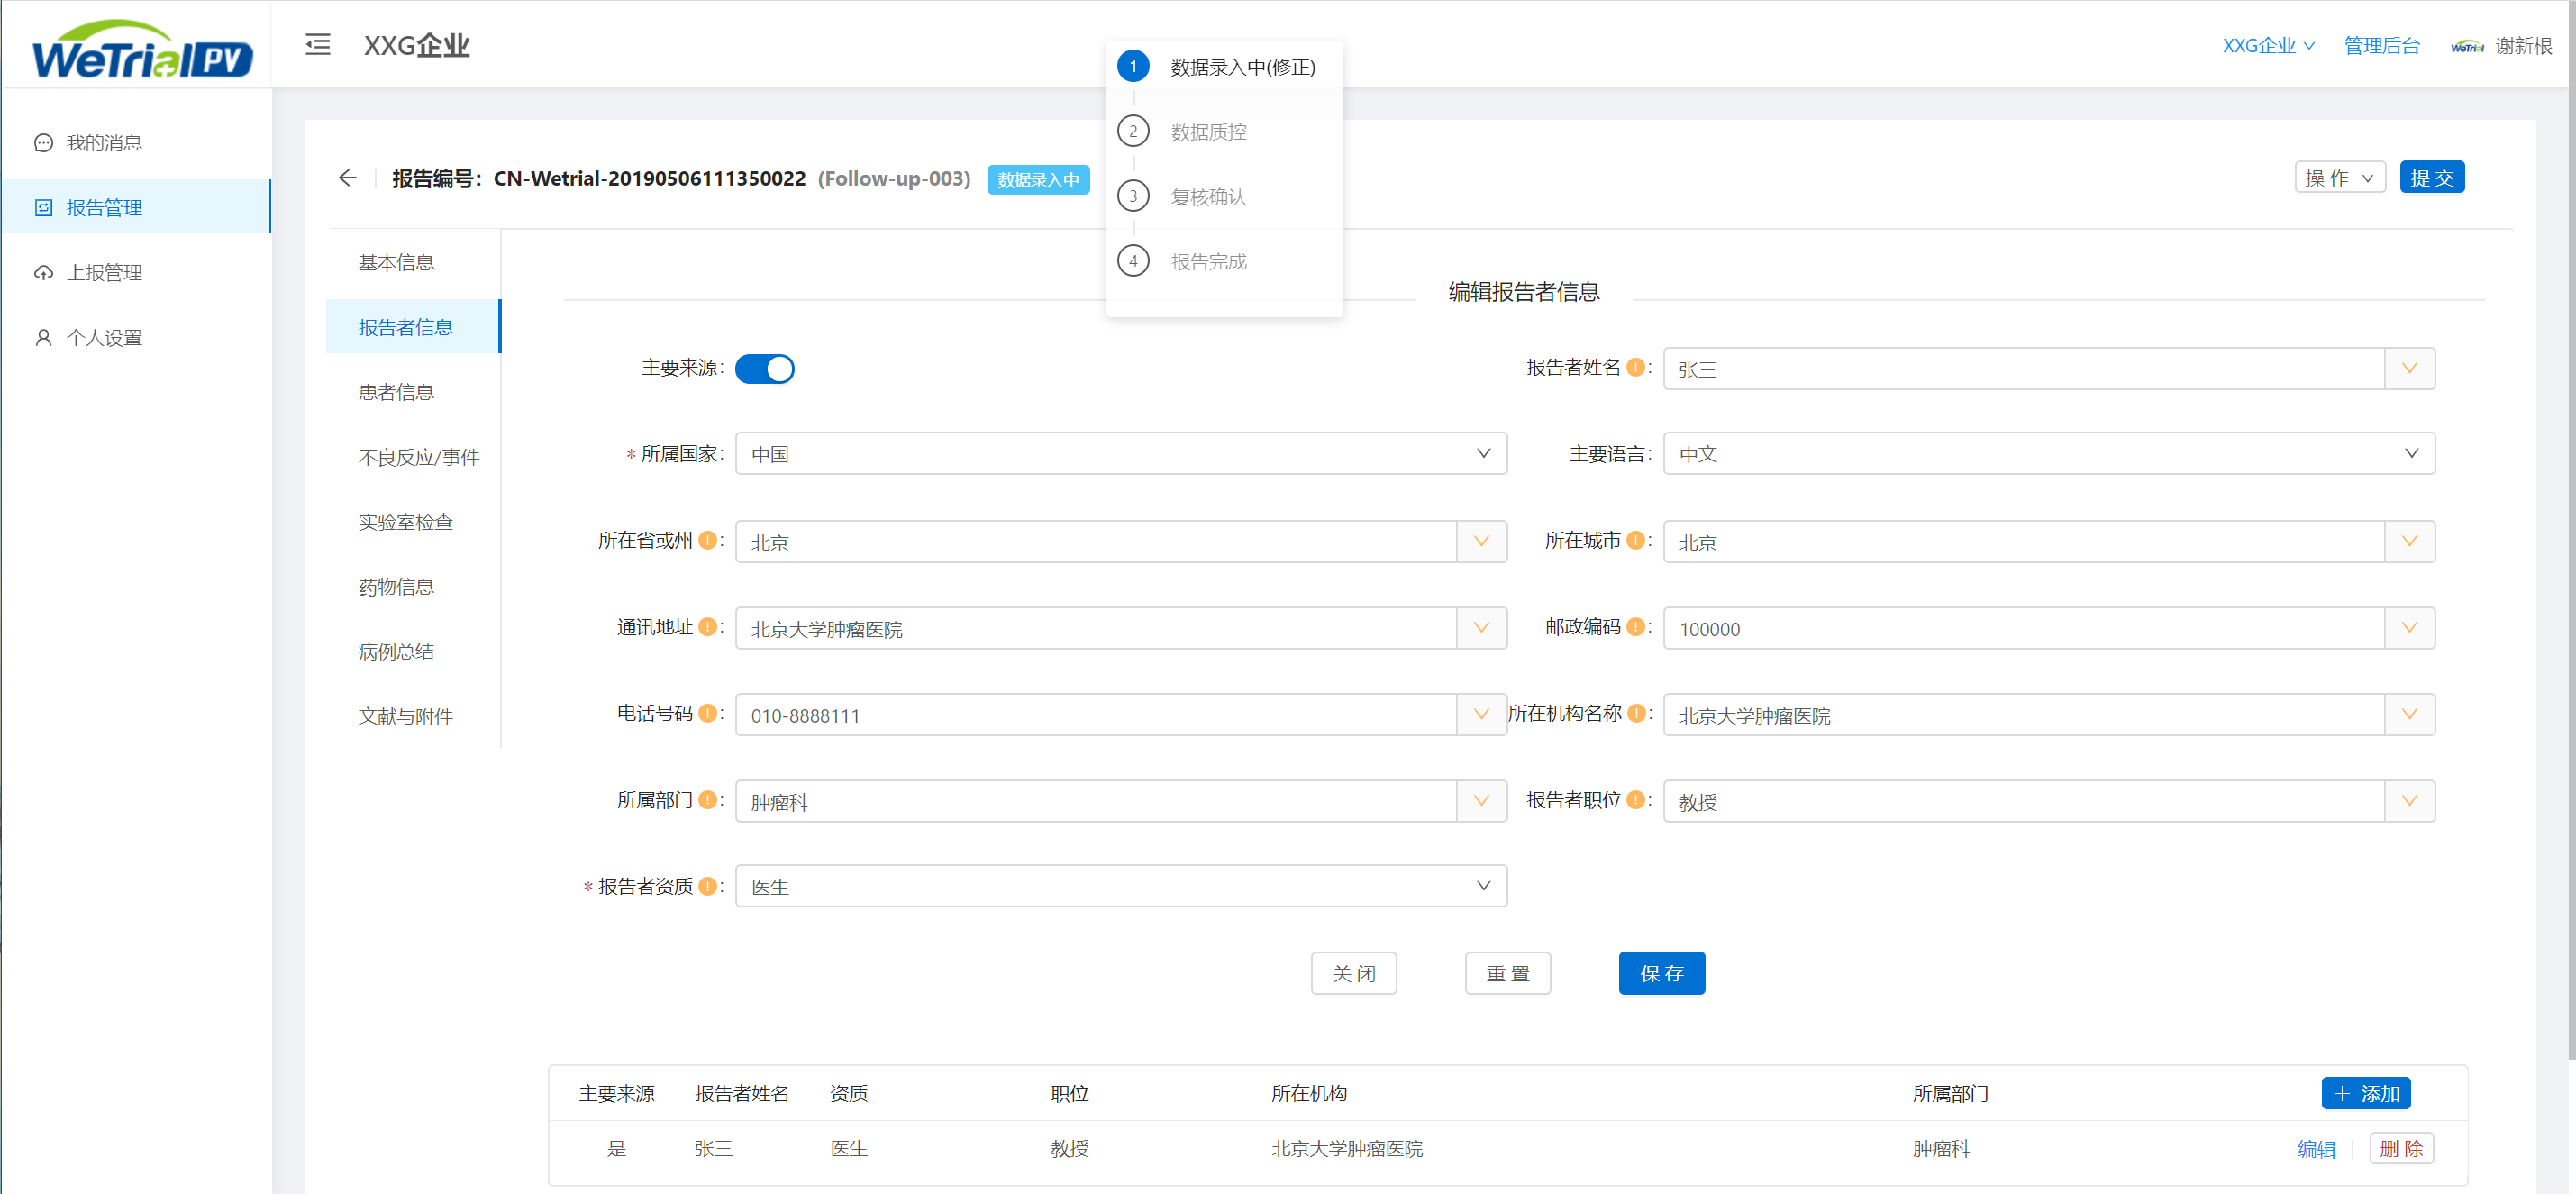 WeTrial PV
XXG企业
XXG企业 管理后台 WeTrial 谢新根
1 数据录入中(修正)
2 数据质控
3 复核确认
4 报告完成
我的消息
报告管理
上报管理
个人设置
报告编号: CN-Wetrial-20190506111350022 (Follow-up-003) 数据录入中
操作 提交
基本信息
报告者信息
患者信息
不良反应/事件
实验室检查
药物信息
病例总结
文献与附件
编辑报告者信息
主要来源:
报告者姓名 ! : 张三
* 所属国家: 中国
主要语言: 中文
所在省或州 ! : 北京
所在城市 ! : 北京
通讯地址 ! : 北京大学肿瘤医院
邮政编码 ! : 100000
电话号码 ! : 010-8888111
所在机构名称 ! : 北京大学肿瘤医院
所属部门 ! : 肿瘤科
报告者职位 ! : 教授
* 报告者资质 ! : 医生
关闭 重置 保存
主要来源 报告者姓名 资质 职位 所在机构 所属部门 + 添加
是 张三 医生 教授 北京大学肿瘤医院 肿瘤科 编辑 删除